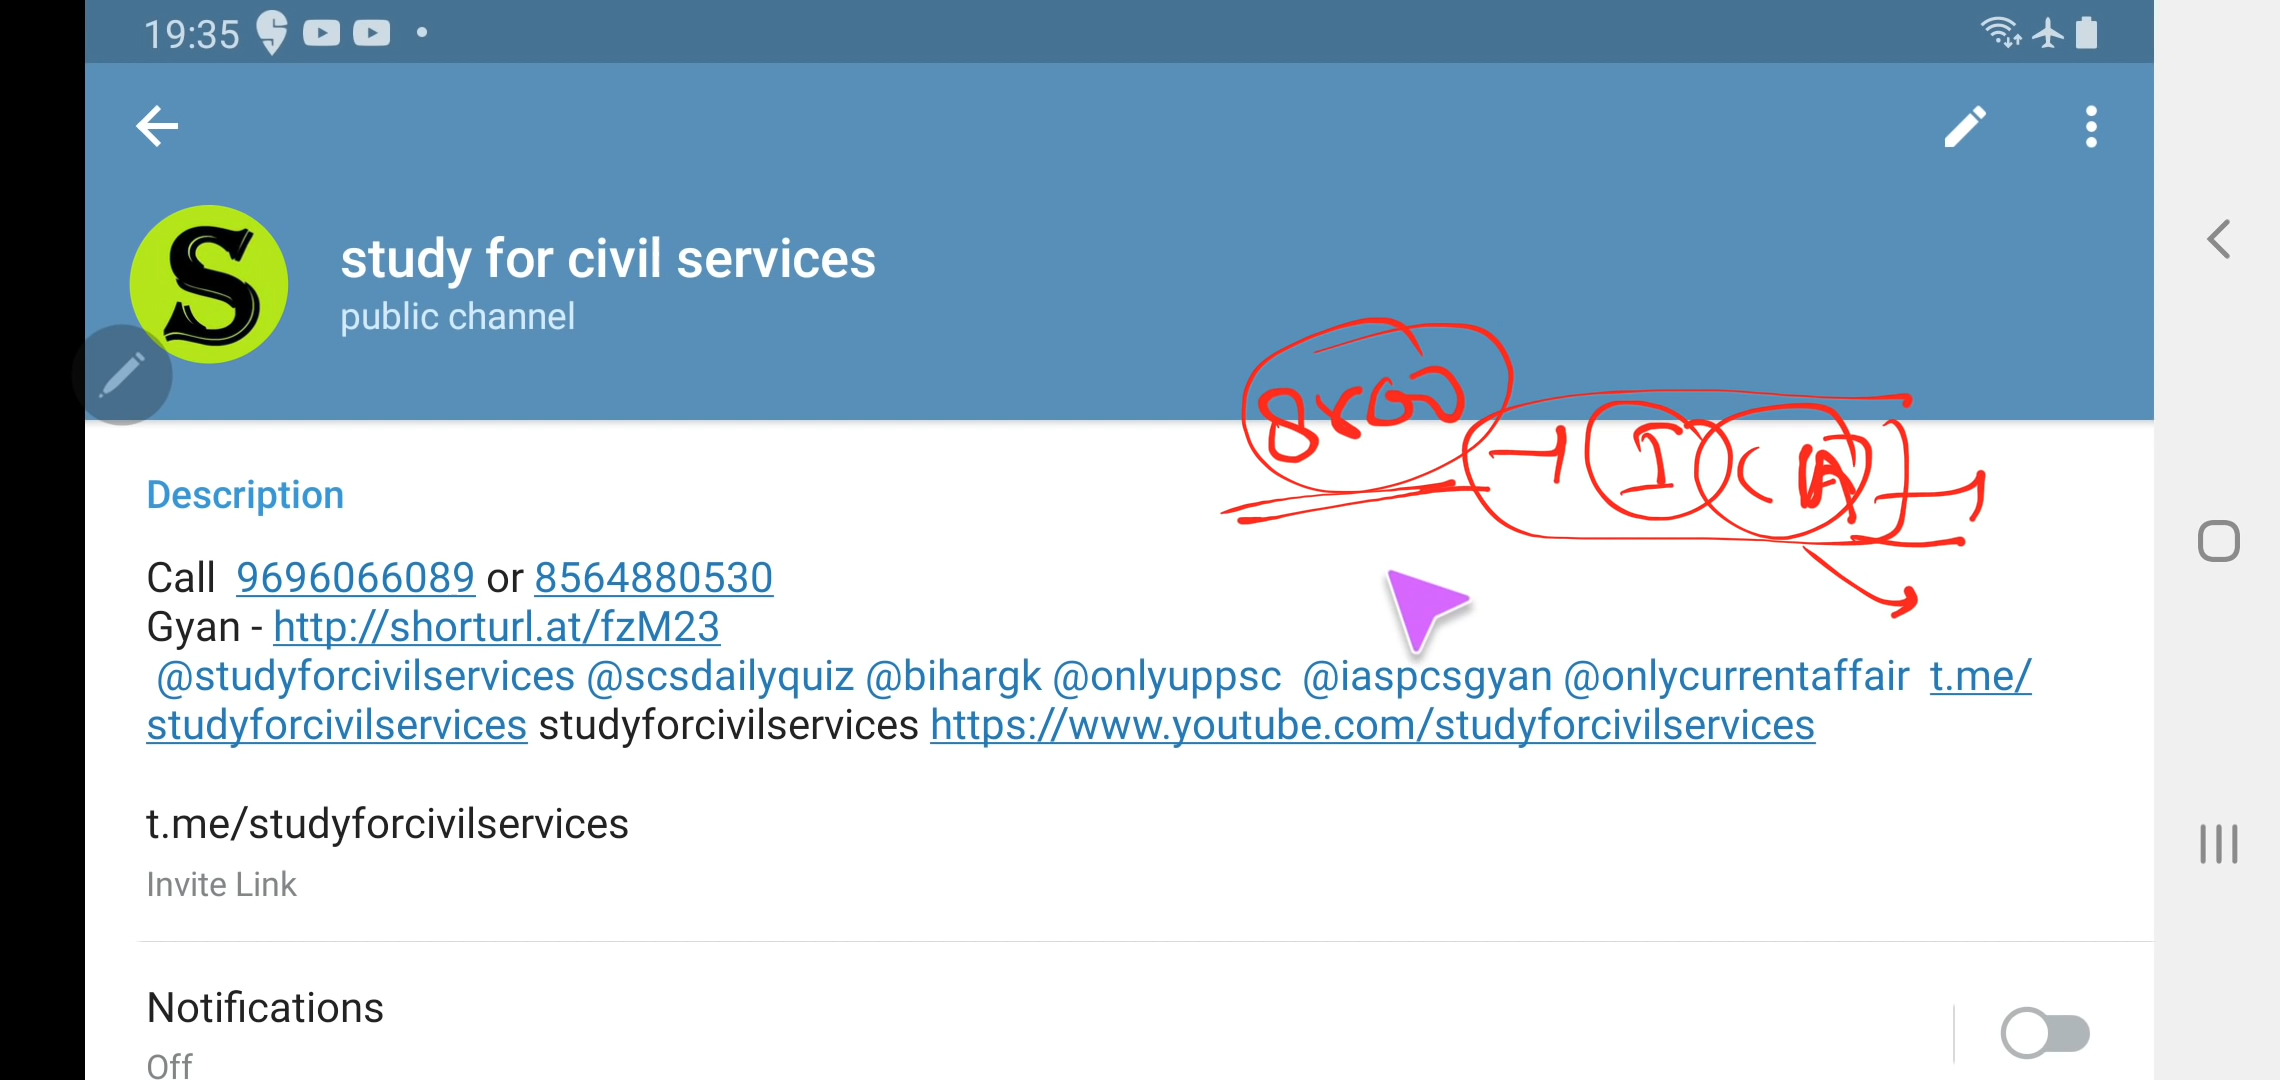 19:35
study for civil services
public channel
Description
Call 9696066089 or 8564880530
Gyan - http://shorturl.at/fzM23
@studyforcivilservices @scsdailyquiz @bihargk @onlyuppsc @iaspcsgyan @onlycurrentaffair t.me/
studyforcivilservices studyforcivilservices https://www.youtube.com/studyforcivilservices
t.me/studyforcivilservices
Invite Link
Notifications
Off